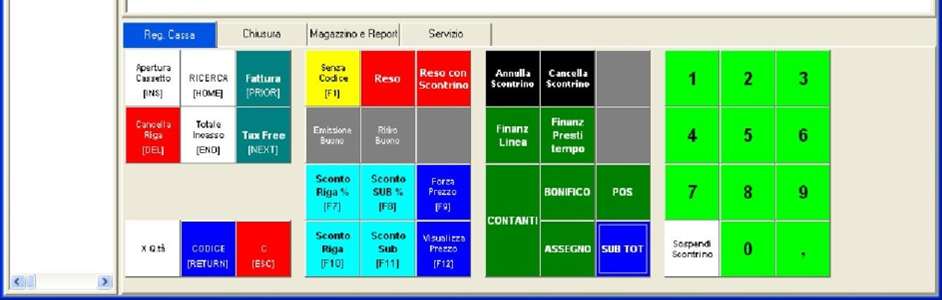 Reg. Cassa
Chiusura
Magazzino e Report
Servizio
Apertura
Cassetto
[INS]
RICERCA
[HOME]
Fattura
[PRIOR]
Senza
Codice
[F1]
Reso
Reso con
Scontrino
Annulla
Scontrino
Cancella
Scontrino
1
2
3
Cancella
Riga
[DEL]
Totale
Incasso
[END]
Tax Free
[NEXT]
Emissione
Buono
Ritiro
Buono
Finanz
Linea
Finanz
Presti
tempo
4
5
6
Sconto
Riga %
[F7]
Sconto
SUB %
[F8]
Forza
Prezzo
[F9]
CONTANTI
BONIFICO
POS
7
8
9
X Q.tà
CODICE
[RETURN]
C
[ESC]
Sconto
Riga
[F10]
Sconto
Sub
[F11]
Visualizza
Prezzo
[F12]
ASSEGNO
SUB TOT
Sospendi
Scontrino
0
,